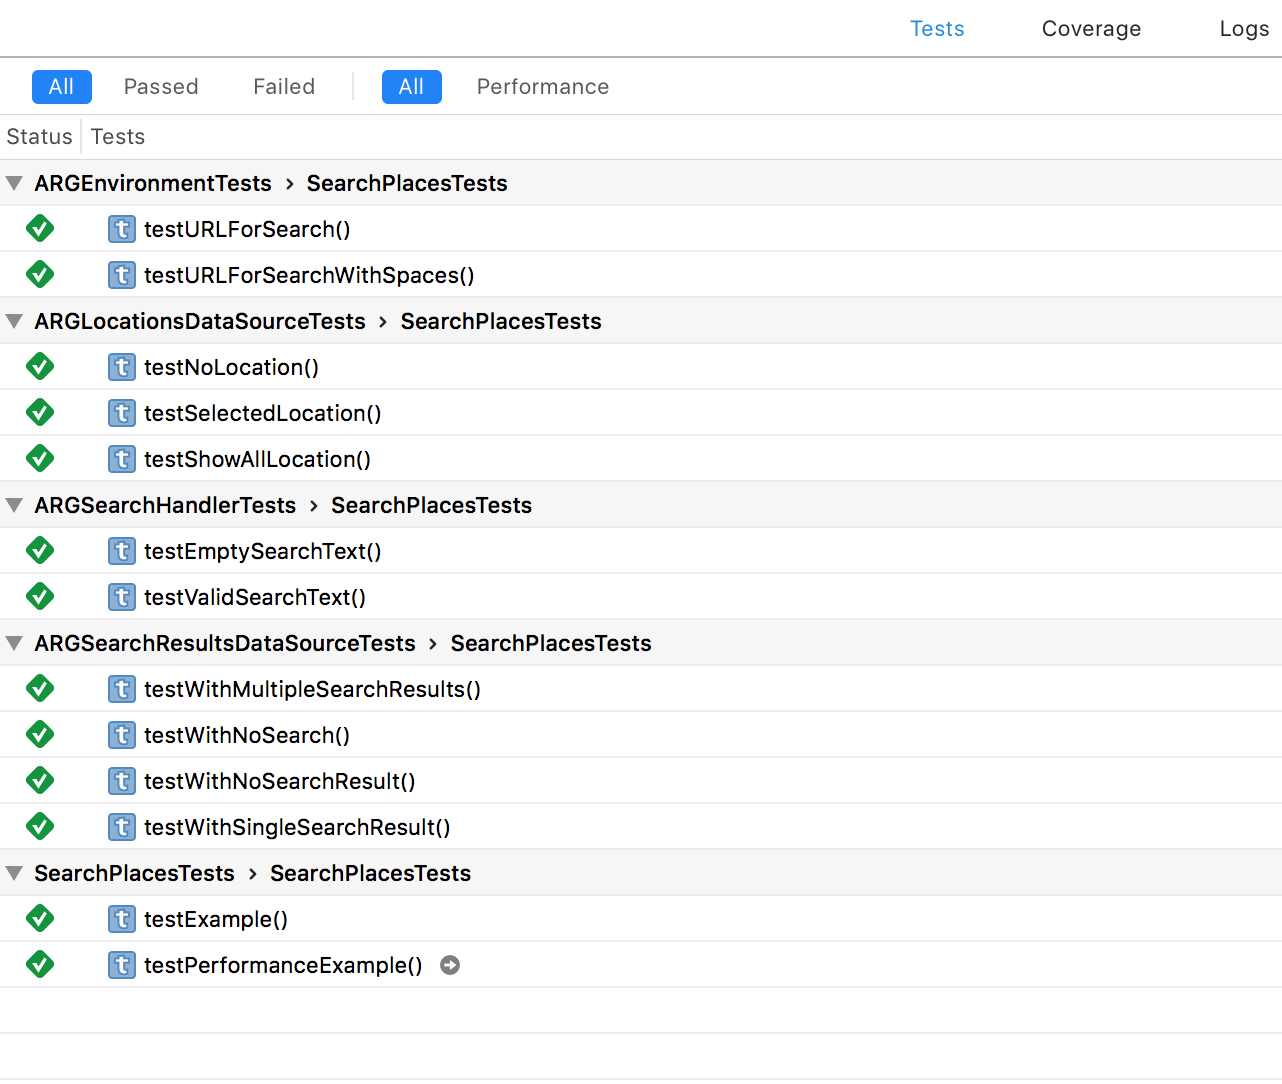 Tests Coverage Logs
All Passed Failed All Performance
Status Tests
ARGEnvironmentTests › SearchPlacesTests
t testURLForSearch()
t testURLForSearchWithSpaces()
ARGLocationsDataSourceTests › SearchPlacesTests
t testNoLocation()
t testSelectedLocation()
t testShowAllLocation()
ARGSearchHandlerTests › SearchPlacesTests
t testEmptySearchText()
t testValidSearchText()
ARGSearchResultsDataSourceTests › SearchPlacesTests
t testWithMultipleSearchResults()
t testWithNoSearch()
t testWithNoSearchResult()
t testWithSingleSearchResult()
SearchPlacesTests › SearchPlacesTests
t testExample()
t testPerformanceExample()